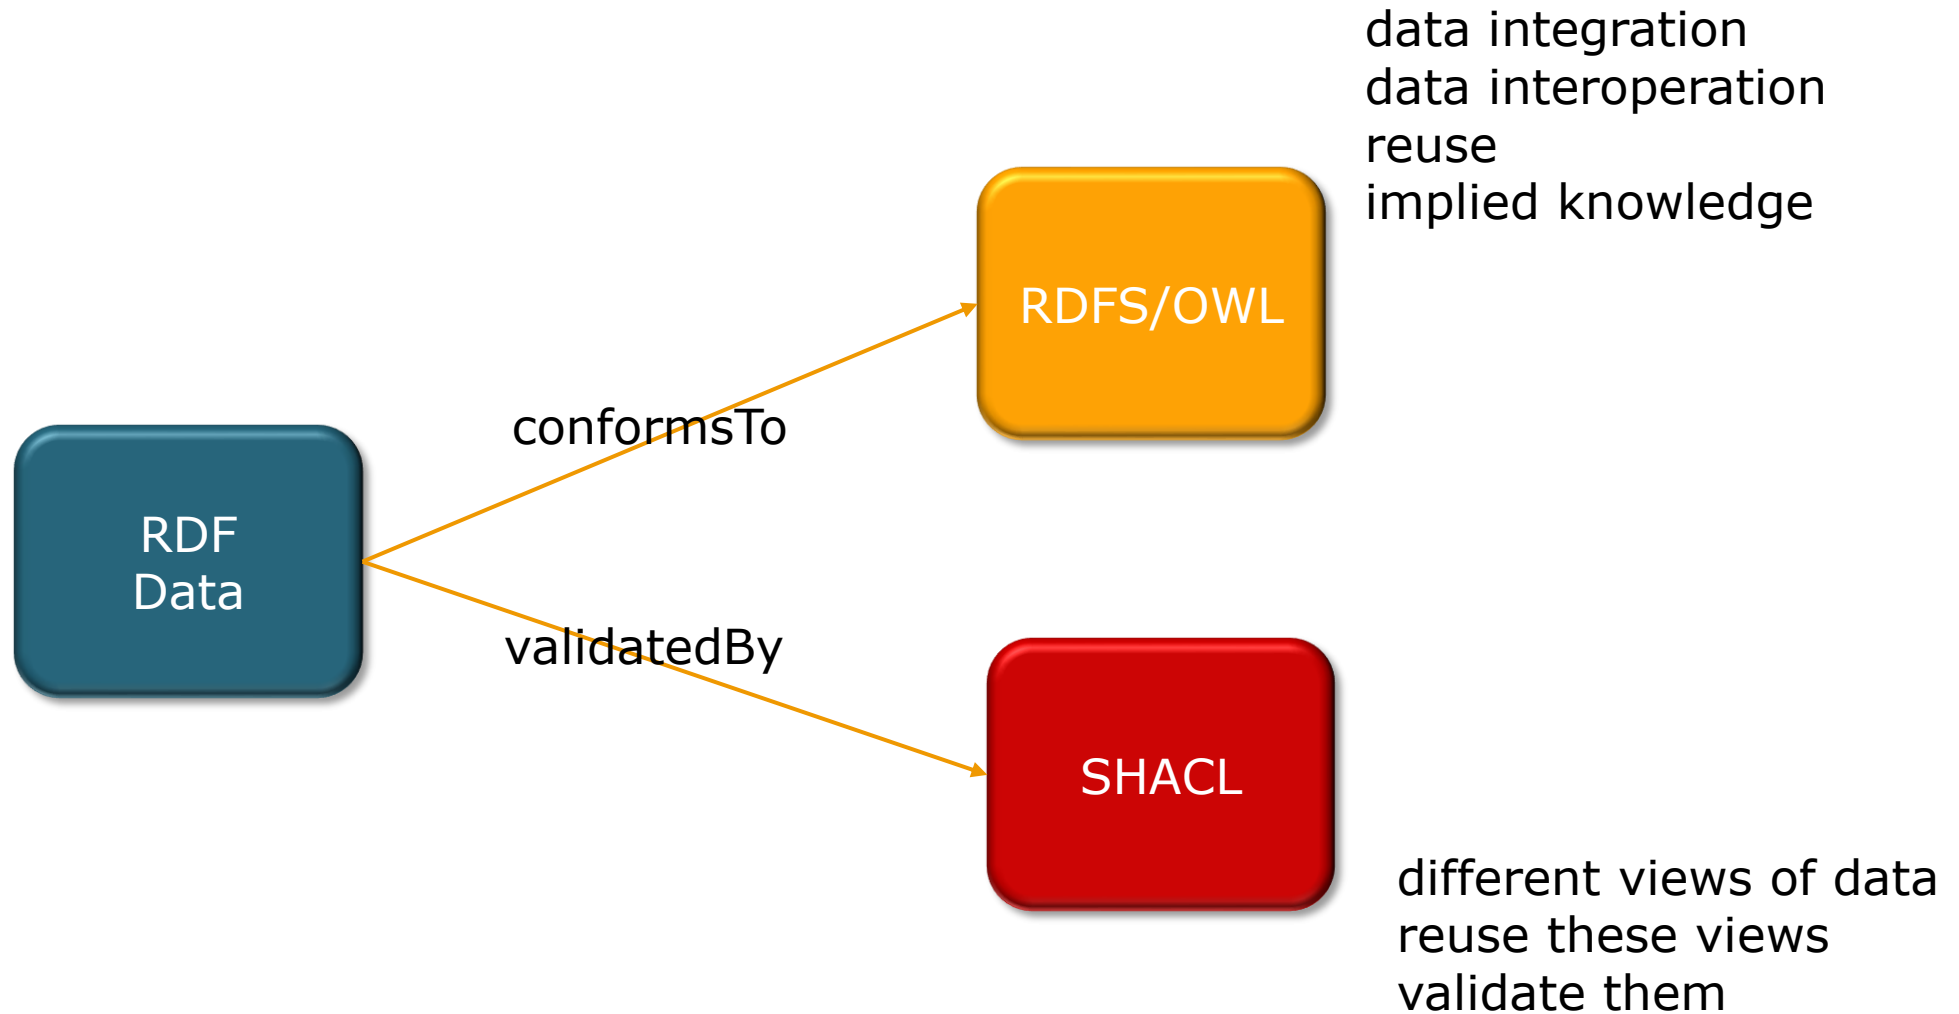 data integration
data interoperation
reuse
implied knowledge
RDFS/OWL
conformsTo
RDF
Data
validatedBy
SHACL
different views of data
reuse these views
validate them